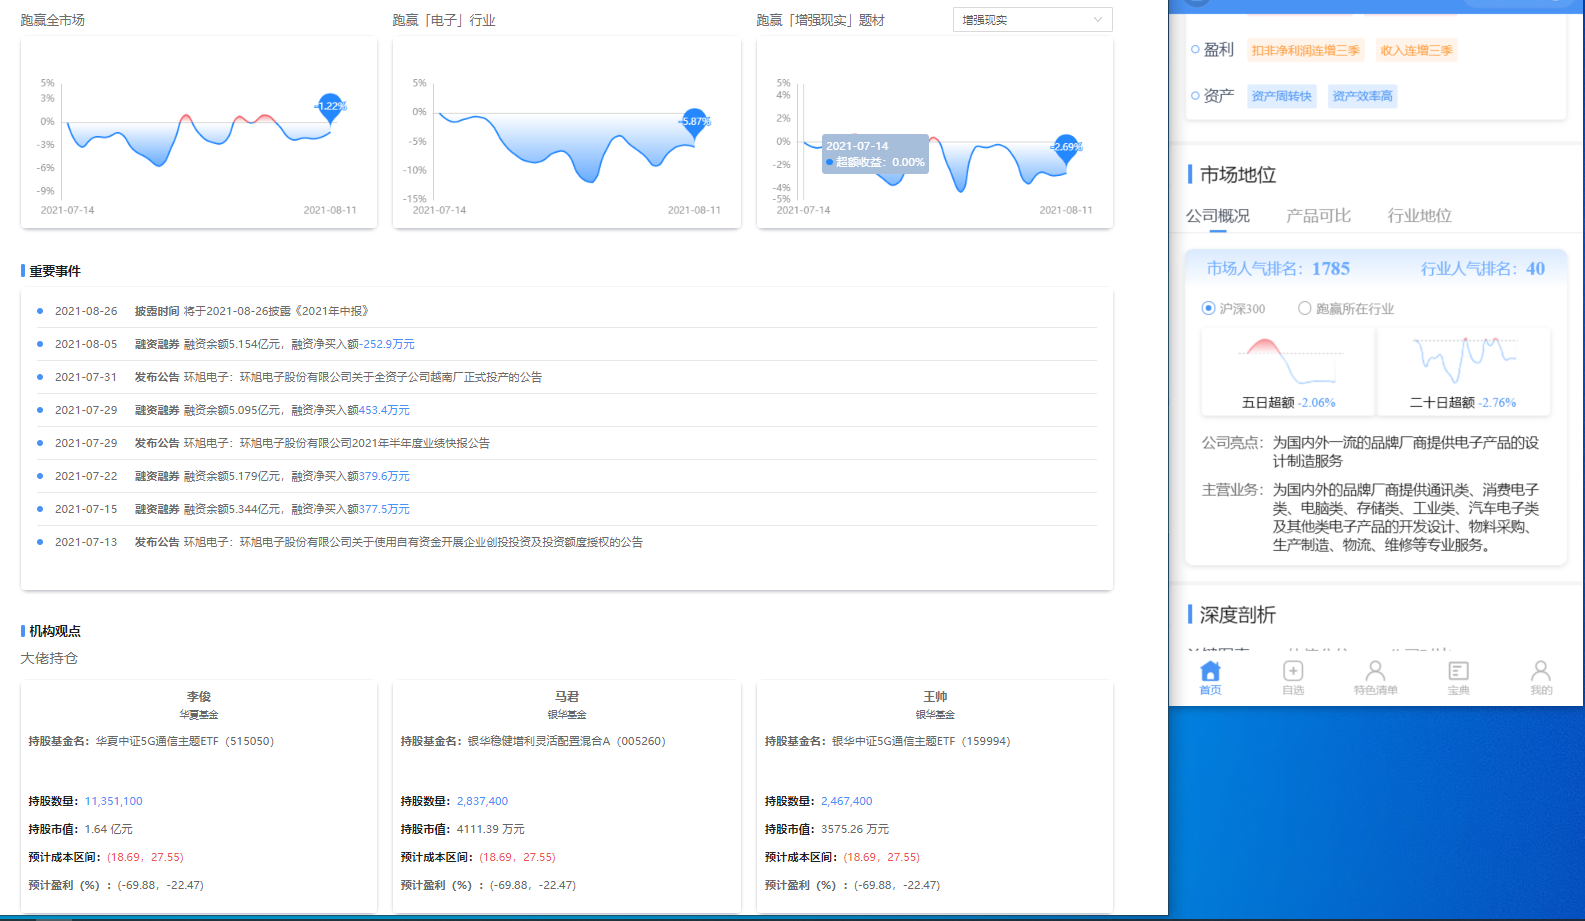 跑赢全市场
跑赢「电子」行业
跑赢「增强现实」题材
增强现实
5%
3%
0%
-3%
-6%
-9%
-1.22%
2021-07-14
2021-08-11
5%
0%
-5%
-10%
-15%
-5.87%
2021-07-14
2021-08-11
5%
4%
2%
0%
-2%
-4%
-5%
2021-07-14
超额收益：0.00%
-2.69%
2021-07-14
2021-08-11
重要事件
2021-08-26 披露时间 将于2021-08-26披露《2021年中报》
2021-08-05 融资融券 融资余额5.154亿元，融资净买入额-252.9万元
2021-07-31 发布公告 环旭电子：环旭电子股份有限公司关于全资子公司越南厂正式投产的公告
2021-07-29 融资融券 融资余额5.095亿元，融资净买入额453.4万元
2021-07-29 发布公告 环旭电子：环旭电子股份有限公司2021年半年度业绩快报公告
2021-07-22 融资融券 融资余额5.179亿元，融资净买入额379.6万元
2021-07-15 融资融券 融资余额5.344亿元，融资净买入额377.5万元
2021-07-13 发布公告 环旭电子：环旭电子股份有限公司关于使用自有资金开展企业创投投资及投资额度授权的公告
机构观点
大佬持仓
李俊
华夏基金
持股基金名：华夏中证5G通信主题ETF（515050）
持股数量：11,351,100
持股市值：1.64 亿元
预计成本区间：(18.69，27.55)
预计盈利（%）：(-69.88，-22.47)
马君
银华基金
持股基金名：银华稳健增利灵活配置混合A（005260）
持股数量：2,837,400
持股市值：4111.39 万元
预计成本区间：(18.69，27.55)
预计盈利（%）：(-69.88，-22.47)
王帅
银华基金
持股基金名：银华中证5G通信主题ETF（159994）
持股数量：2,467,400
持股市值：3575.26 万元
预计成本区间：(18.69，27.55)
预计盈利（%）：(-69.88，-22.47)
盈利 扣非净利润连增三季 收入连增三季
资产 资产周转快 资产效率高
市场地位
公司概况 产品可比 行业地位
市场人气排名：1785 行业人气排名：40
沪深300 跑赢所在行业
五日超额 -2.06%
二十日超额 -2.76%
公司亮点：为国内外一流的品牌厂商提供电子产品的设
计制造服务
主营业务：为国内外的品牌厂商提供通讯类、消费电子
类、电脑类、存储类、工业类、汽车电子类
及其他类电子产品的开发设计、物料采购、
生产制造、物流、维修等专业服务。
深度剖析
首页 自选 特色清单 宝典 我的